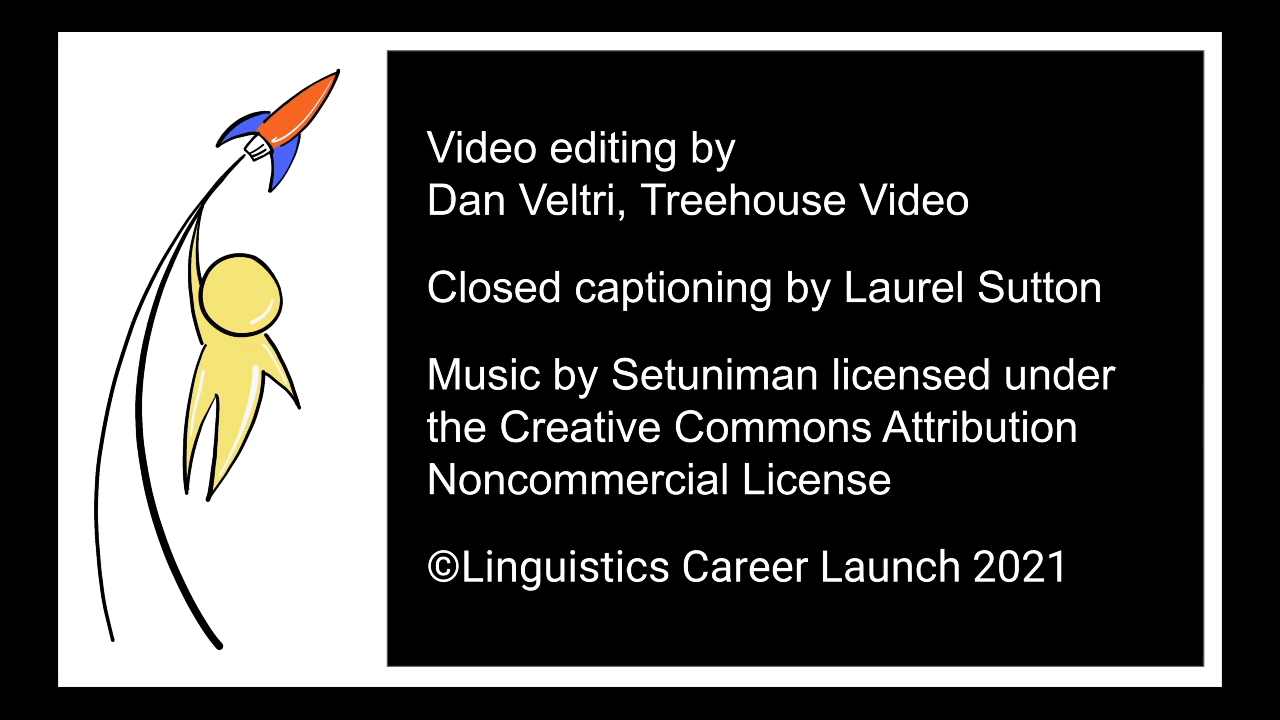 Video editing by
Dan Veltri, Treehouse Video
Closed captioning by Laurel Sutton
Music by Setuniman licensed under
the Creative Commons Attribution
Noncommercial License
©Linguistics Career Launch 2021